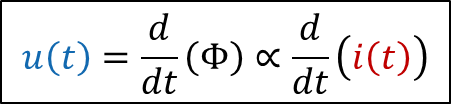 u(t) = d/dt (Φ) ∝ d/dt (i(t))